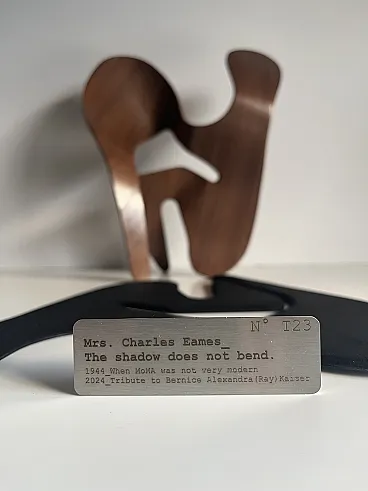 N° T23
Mrs. Charles Eames_
The shadow does not bend.
1944_When MoMA was not very modern
2024_Tribute to Bernice Alexandra(Ray)Kaiser